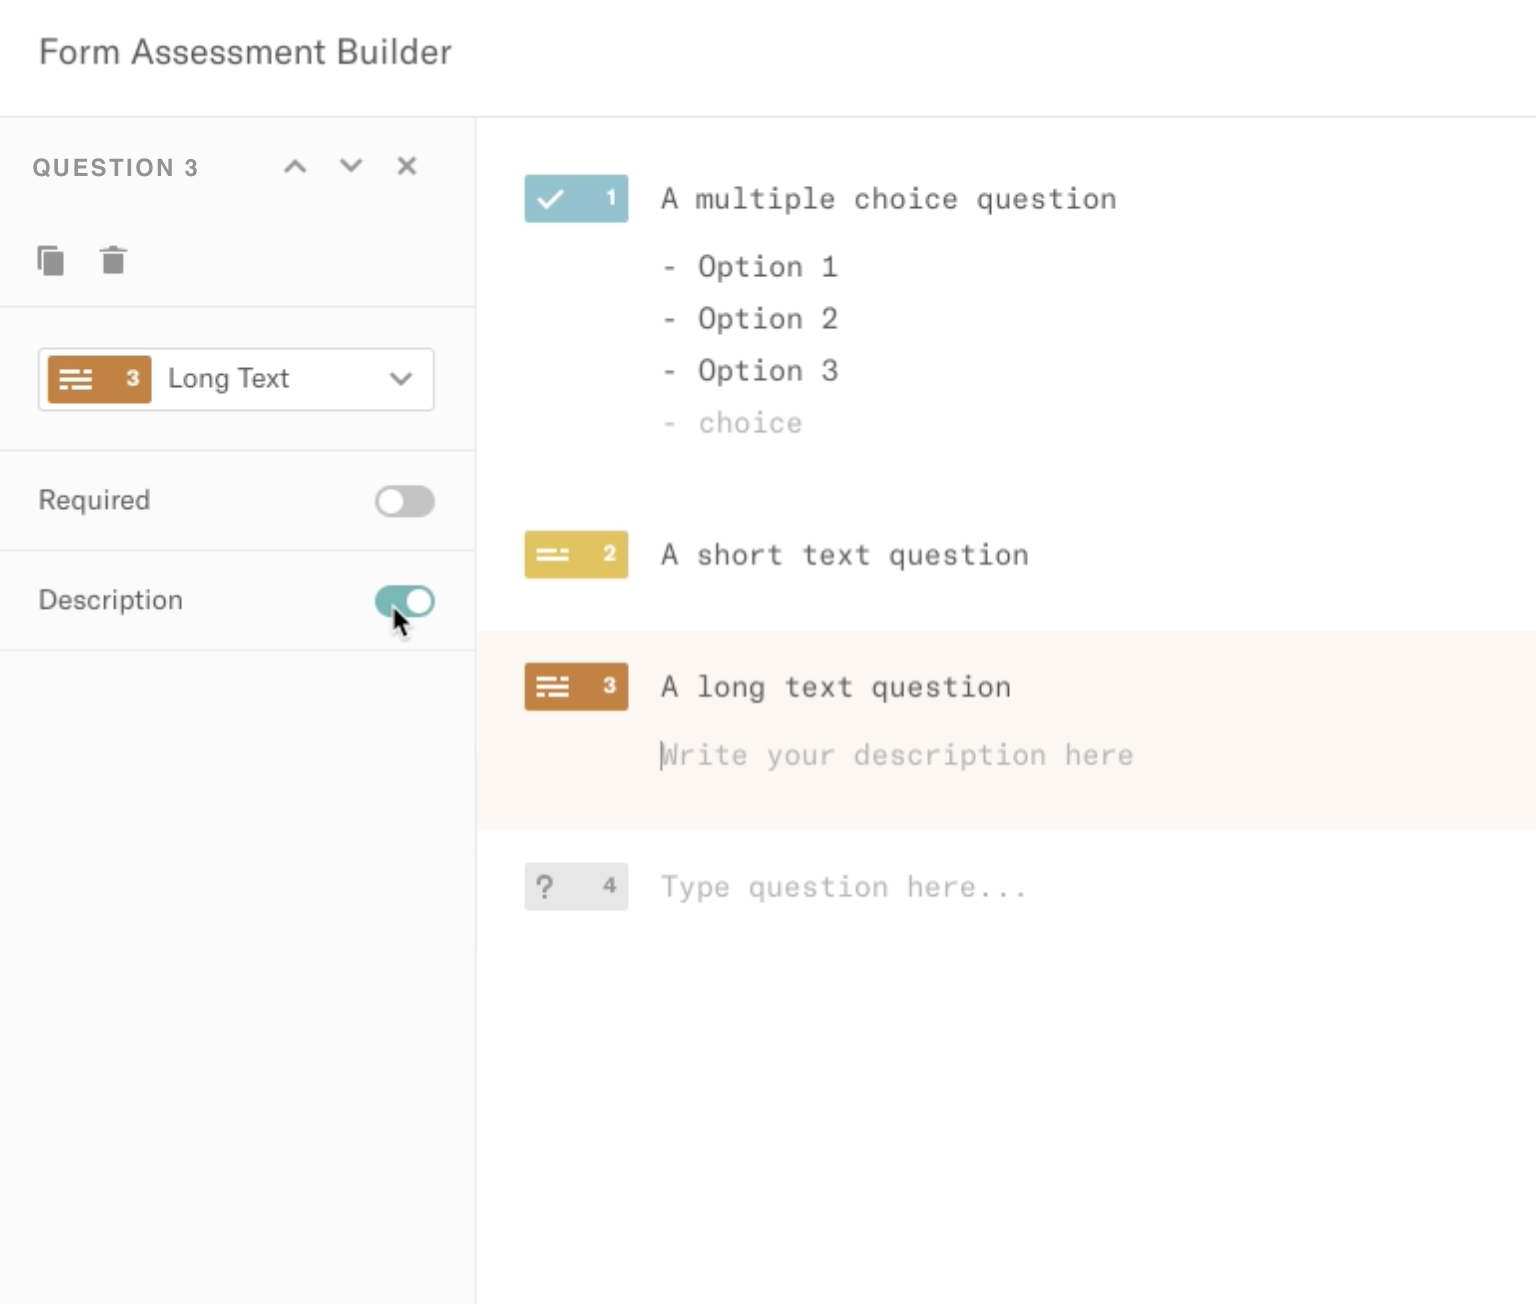 Form Assessment Builder
QUESTION 3
3 Long Text
Required
Description
1 A multiple choice question
- Option 1
- Option 2
- Option 3
- choice
2 A short text question
3 A long text question
Write your description here
? 4 Type question here...